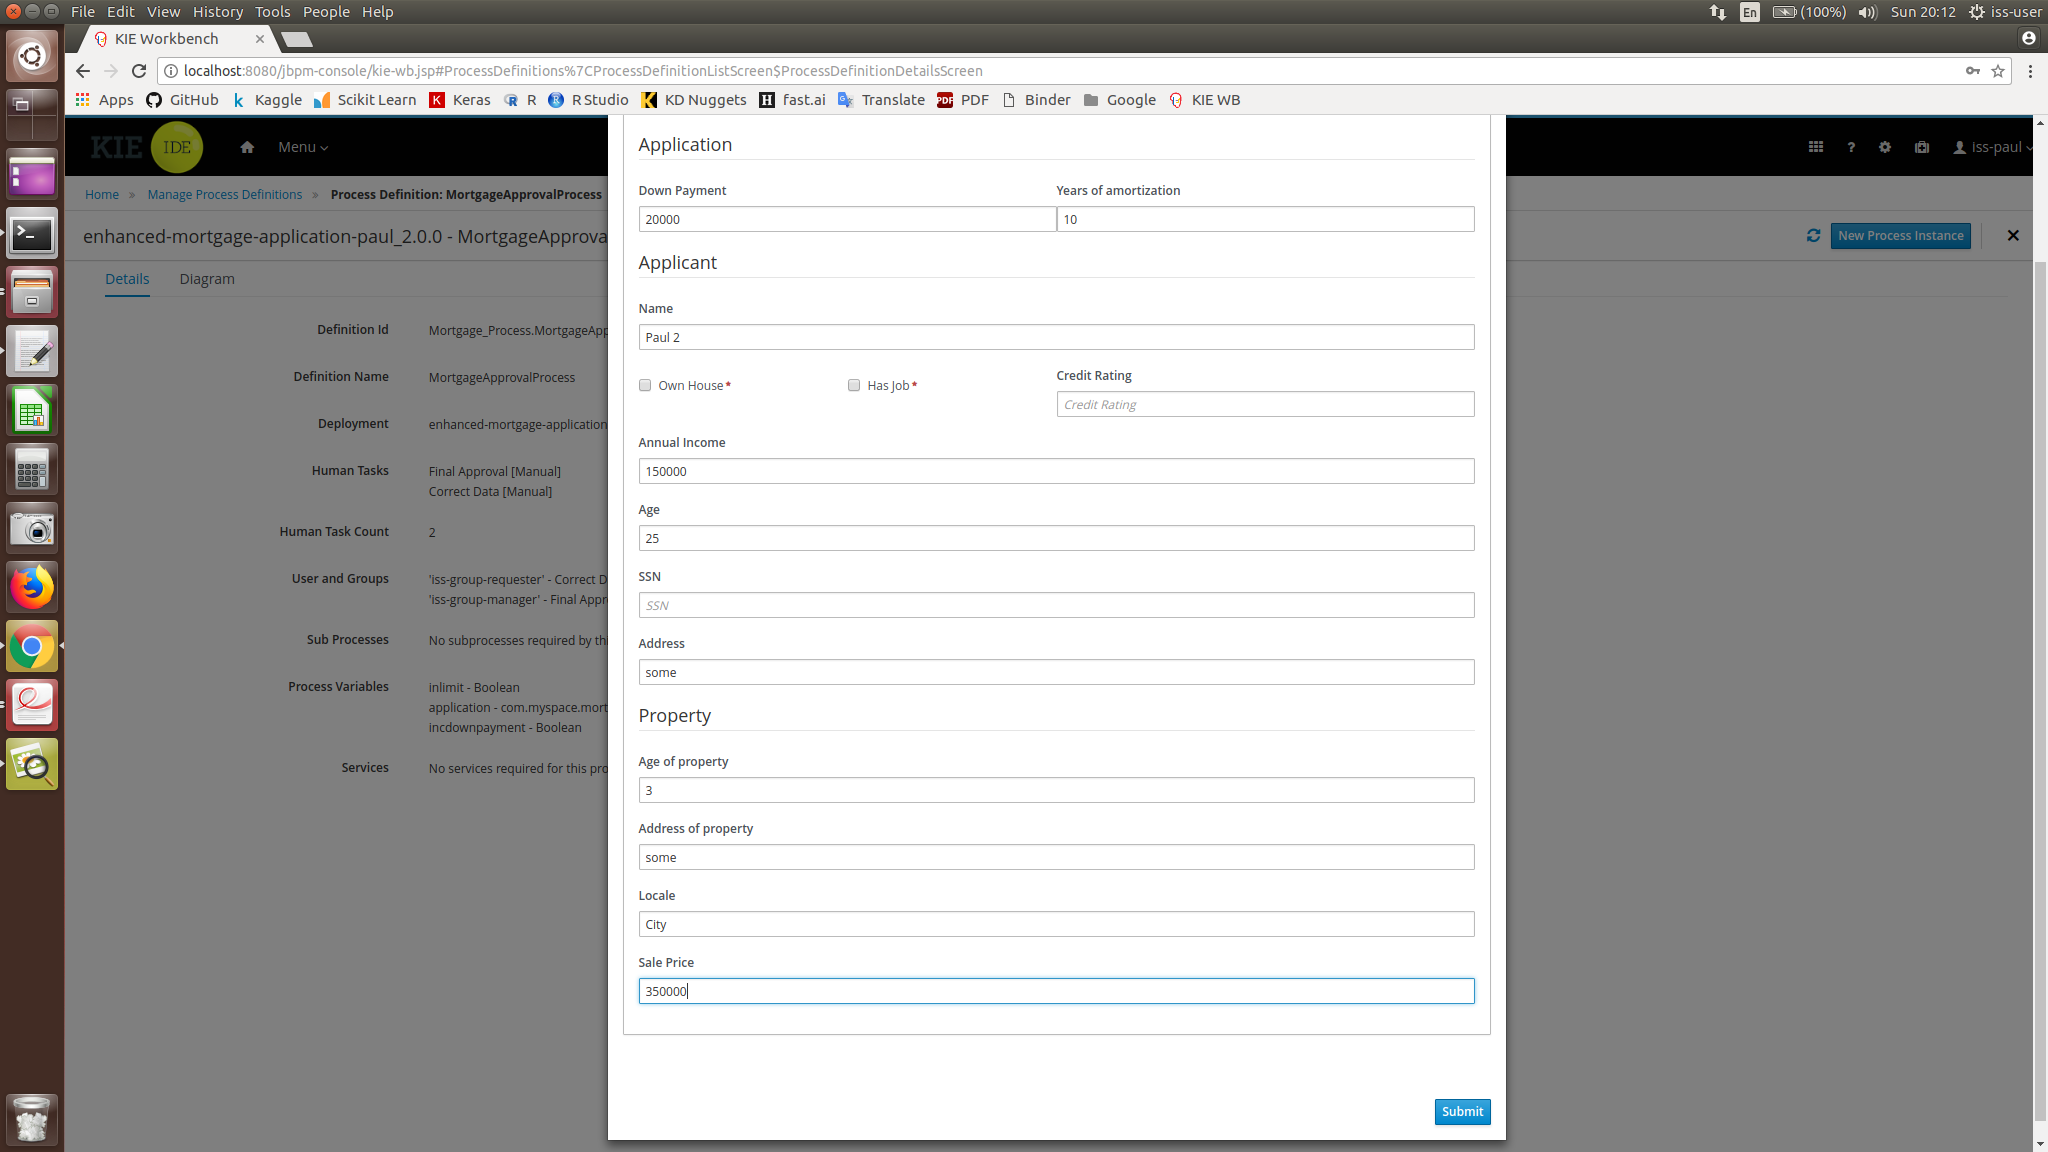 File Edit View History Tools People Help
En (100%) Sun 20:12 iss-user
KIE Workbench
localhost:8080/jbpm-console/kie-wb.jsp#ProcessDefinitions%7CProcessDefinitionListScreen$ProcessDefinitionDetailsScreen
Apps GitHub Kaggle Scikit Learn Keras R R Studio KD Nuggets fast.ai Translate PDF Binder Google KIE WB
KIE IDE Menu ? iss-paul
Home » Manage Process Definitions » Process Definition: MortgageApprovalProcess
enhanced-mortgage-application-paul_2.0.0 - MortgageApprova
New Process Instance
Details Diagram
Definition Id Mortgage_Process.MortgageApp
Definition Name MortgageApprovalProcess
Deployment enhanced-mortgage-application
Human Tasks Final Approval [Manual]
Correct Data [Manual]
Human Task Count 2
User and Groups 'iss-group-requester' - Correct D
'iss-group-manager' - Final Appr
Sub Processes No subprocesses required by thi
Process Variables inlimit - Boolean
application - com.myspace.mort
incdownpayment - Boolean
Services No services required for this pro
Application
Down Payment Years of amortization
20000 10
Applicant
Name
Paul 2
Own House* Has Job* Credit Rating
Credit Rating
Annual Income
150000
Age
25
SSN
SSN
Address
some
Property
Age of property
3
Address of property
some
Locale
City
Sale Price
350000
Submit